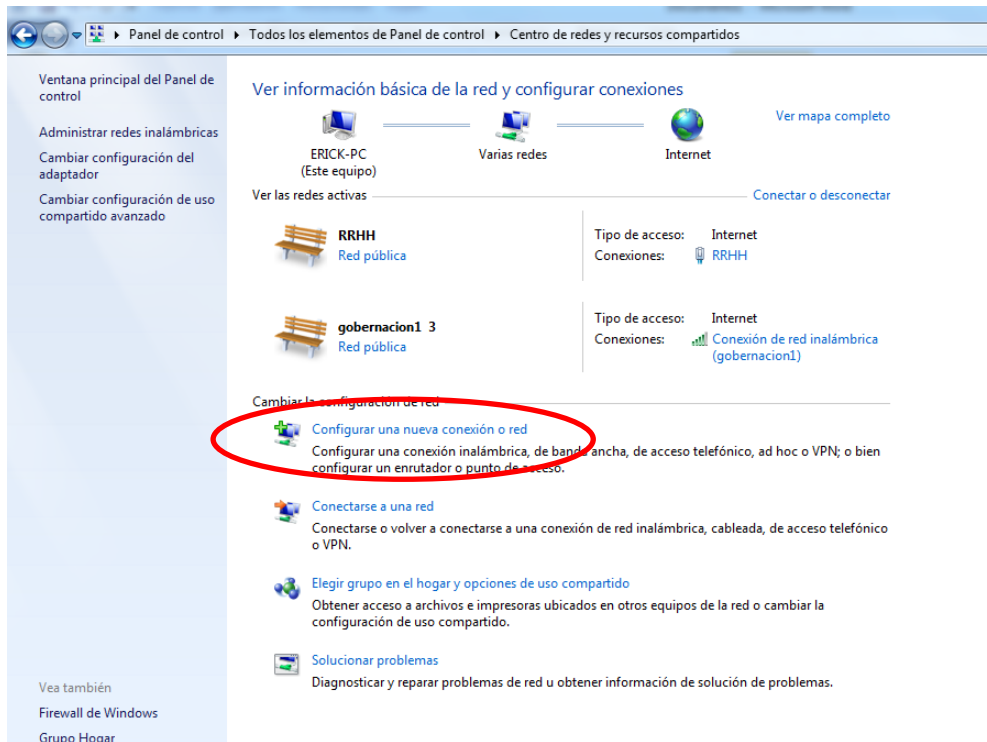 Panel de control ▸ Todos los elementos de Panel de control ▸ Centro de redes y recursos compartidos
Ventana principal del Panel de
control
Administrar redes inalámbricas
Cambiar configuración del
adaptador
Cambiar configuración de uso
compartido avanzado
Ver información básica de la red y configurar conexiones
Ver mapa completo
ERICK-PC
(Este equipo)
Varias redes
Internet
Ver las redes activas
Conectar o desconectar
RRHH
Red pública
Tipo de acceso: Internet
Conexiones: RRHH
gobernacion1 3
Red pública
Tipo de acceso: Internet
Conexiones: Conexión de red inalámbrica
(gobernacion1)
Cambiar la configuración de red
Configurar una nueva conexión o red
Configurar una conexión inalámbrica, de banda ancha, de acceso telefónico, ad hoc o VPN; o bien
configurar un enrutador o punto de acceso.
Conectarse a una red
Conectarse o volver a conectarse a una conexión de red inalámbrica, cableada, de acceso telefónico
o VPN.
Elegir grupo en el hogar y opciones de uso compartido
Obtener acceso a archivos e impresoras ubicados en otros equipos de la red o cambiar la
configuración de uso compartido.
Solucionar problemas
Diagnosticar y reparar problemas de red u obtener información de solución de problemas.
Vea también
Firewall de Windows
Grupo Hogar